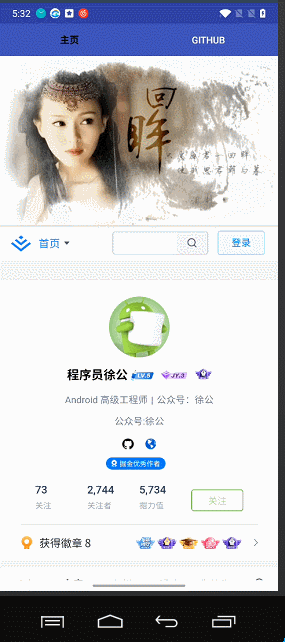 5:32
主页
GITHUB
回眸
首页
登录
程序员徐公 LV.5 JY.3
Android 高级工程师 | 公众号：徐公
公众号:徐公
掘金优秀作者
73
关注
2,744
关注者
5,734
掘力值
关注
获得徽章 8